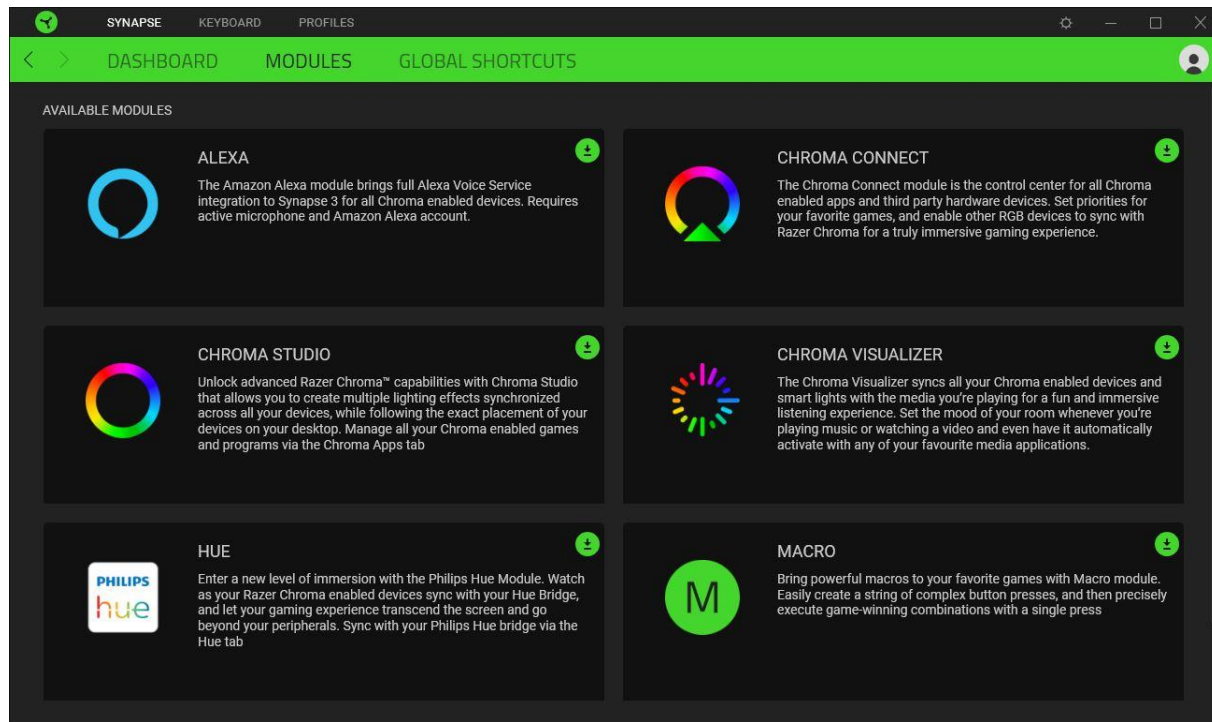 SYNAPSE KEYBOARD PROFILES
DASHBOARD MODULES GLOBAL SHORTCUTS
AVAILABLE MODULES
ALEXA
The Amazon Alexa module brings full Alexa Voice Service
integration to Synapse 3 for all Chroma enabled devices. Requires
active microphone and Amazon Alexa account.
CHROMA CONNECT
The Chroma Connect module is the control center for all Chroma
enabled apps and third party hardware devices. Set priorities for
your favorite games, and enable other RGB devices to sync with
Razer Chroma for a truly immersive gaming experience.
CHROMA STUDIO
Unlock advanced Razer Chroma™ capabilities with Chroma Studio
that allows you to create multiple lighting effects synchronized
across all your devices, while following the exact placement of your
devices on your desktop. Manage all your Chroma enabled games
and programs via the Chroma Apps tab
CHROMA VISUALIZER
The Chroma Visualizer syncs all your Chroma enabled devices and
smart lights with the media you're playing for a fun and immersive
listening experience. Set the mood of your room whenever you're
playing music or watching a video and even have it automatically
activate with any of your favourite media applications.
PHILIPS
hue
HUE
Enter a new level of immersion with the Philips Hue Module. Watch
as your Razer Chroma enabled devices sync with your Hue Bridge,
and let your gaming experience transcend the screen and go
beyond your peripherals. Sync with your Philips Hue bridge via the
Hue tab
M
MACRO
Bring powerful macros to your favorite games with Macro module.
Easily create a string of complex button presses, and then precisely
execute game-winning combinations with a single press